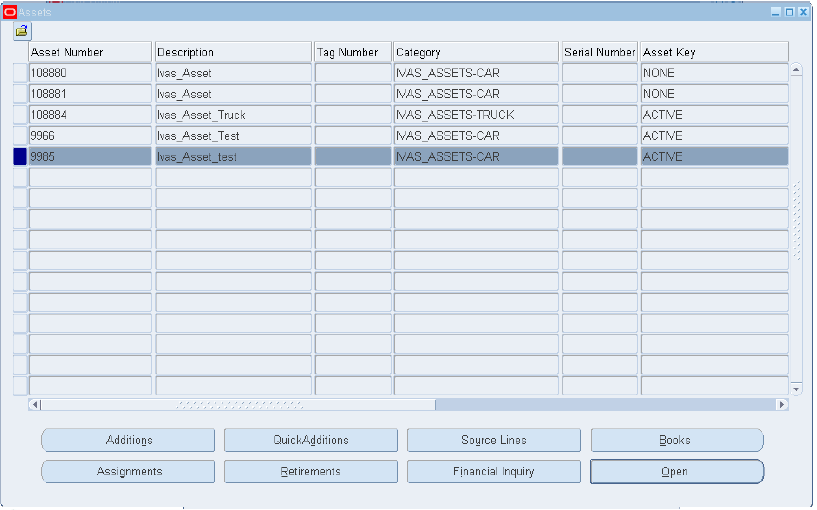 Assets
Asset Number Description Tag Number Category Serial Number Asset Key
108880 Ivas_Asset IVAS_ASSETS-CAR NONE
108881 Ivas_Asset IVAS_ASSETS-CAR NONE
108884 Ivas_Asset_Truck IVAS_ASSETS-TRUCK ACTIVE
9966 Ivas_Asset_Test IVAS_ASSETS-CAR ACTIVE
9985 Ivas_Asset_test IVAS_ASSETS-CAR ACTIVE
Additions QuickAdditions Source Lines Books
Assignments Retirements Financial Inquiry Open